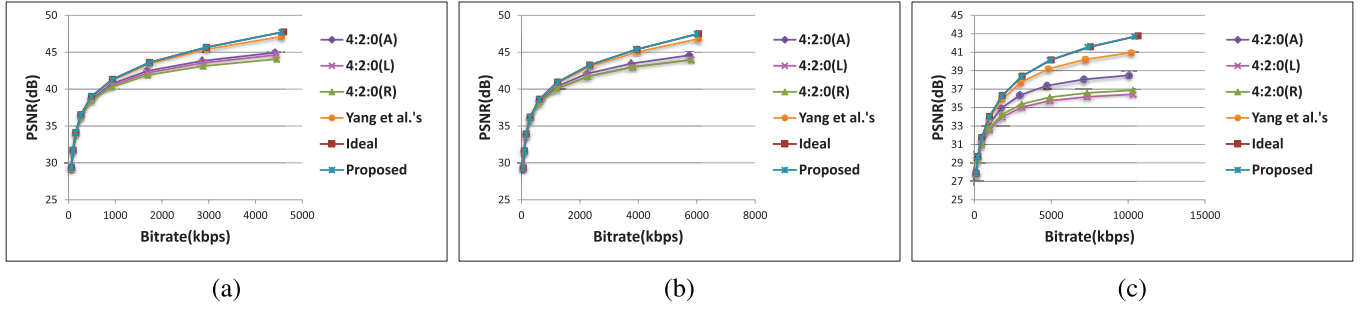 50
45
40
35
30
25
PSNR(dB)
0 1000 2000 3000 4000 5000
Bitrate(kbps)
4:2:0(A)
4:2:0(L)
4:2:0(R)
Yang et al.'s
Ideal
Proposed
(a)
50
45
40
35
30
25
PSNR(dB)
0 2000 4000 6000 8000
Bitrate(kbps)
4:2:0(A)
4:2:0(L)
4:2:0(R)
Yang et al.'s
Ideal
Proposed
(b)
45
43
41
39
37
35
33
31
29
27
25
PSNR(dB)
0 5000 10000 15000
Bitrate(kbps)
4:2:0(A)
4:2:0(L)
4:2:0(R)
Yang et al.'s
Ideal
Proposed
(c)